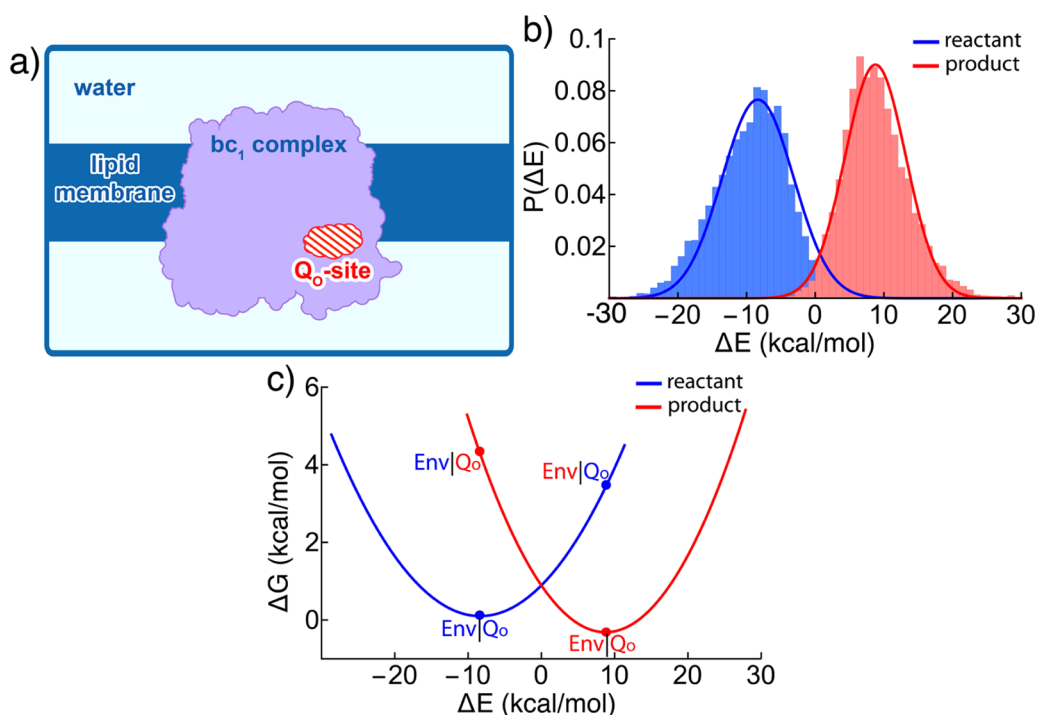 a)
water
bc₁ complex
lipid
membrane
Qₒ-site
b)
reactant
product
P(ΔE)
0.1
0.08
0.06
0.04
0.02
-30 −20 −10 0 10 20 30
ΔE (kcal/mol)
c)
reactant
product
ΔG (kcal/mol)
6
4
2
0
Env|Qₒ
Env|Qₒ
Env|Qₒ
Env|Qₒ
−20 −10 0 10 20 30
ΔE (kcal/mol)